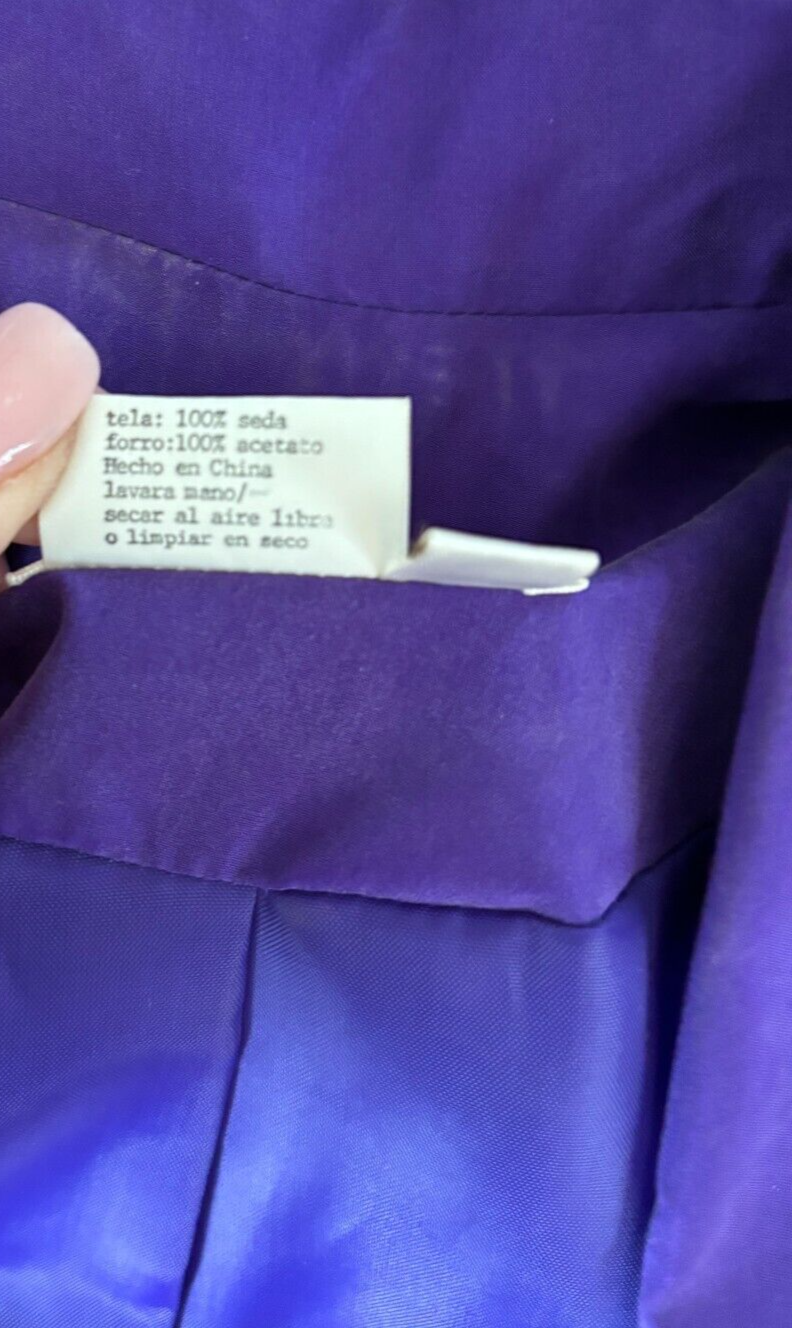 tela: 100% seda
forro:100% acetato
Hecho en China
lavara mano/
secar al aire libre
o limpiar en seco